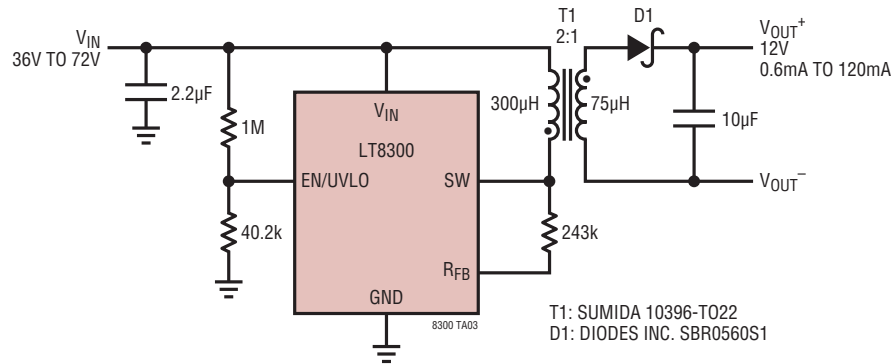 T1
2:1
D1
VIN
36V TO 72V
VOUT+
12V
0.6mA TO 120mA
2.2µF
1M
VIN
300µH
75µH
10µF
LT8300
EN/UVLO
SW
VOUT–
40.2k
243k
RFB
GND
8300 TA03
T1: SUMIDA 10396-TO22
D1: DIODES INC. SBR0560S1